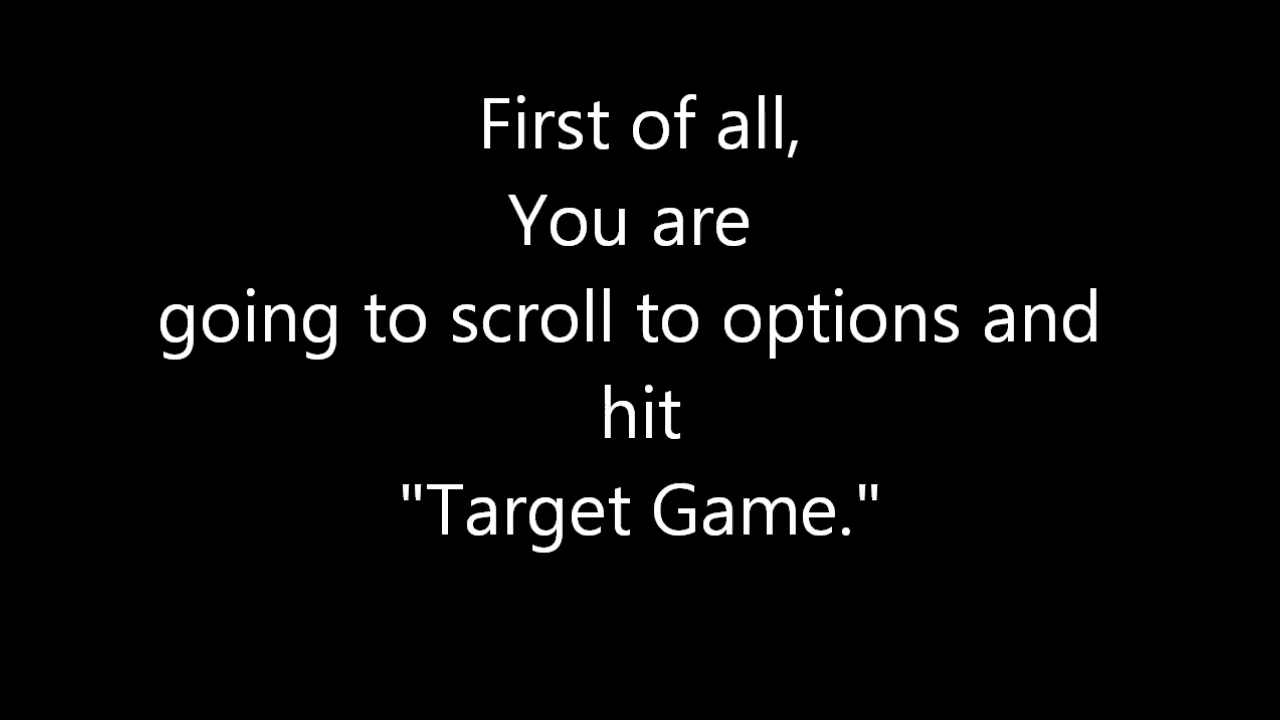 First of all,
You are
going to scroll to options and
hit
"Target Game."